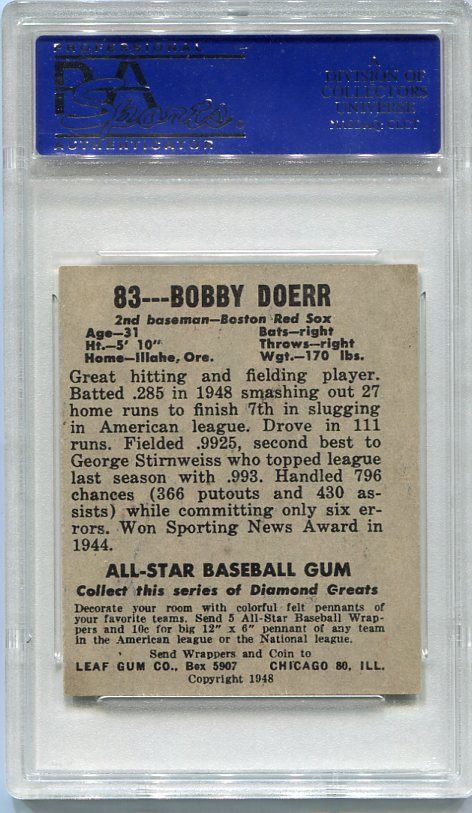 PROFESSIONAL
PSA
Sports
AUTHENTICATOR
A
DIVISION OF
COLLECTORS
UNIVERSE
NASDAQ: CLCT
83---BOBBY DOERR
2nd baseman—Boston Red Sox
Age—31 Bats—right
Ht.—5' 10" Throws—right
Home—Illahe, Ore. Wgt.—170 lbs.
Great hitting and fielding player.
Batted .285 in 1948 smashing out 27
home runs to finish 7th in slugging
in American league. Drove in 111
runs. Fielded .9925, second best to
George Stirnweiss who topped league
last season with .993. Handled 796
chances (366 putouts and 430 as-
sists) while committing only six er-
rors. Won Sporting News Award in
1944.
ALL-STAR BASEBALL GUM
Collect this series of Diamond Greats
Decorate your room with colorful felt pennants of
your favorite teams. Send 5 All-Star Baseball Wrap-
pers and 10c for big 12" x 6" pennant of any team
in the American league or the National league.
Send Wrappers and Coin to
LEAF GUM CO., Box 5907 CHICAGO 80, ILL.
Copyright 1948